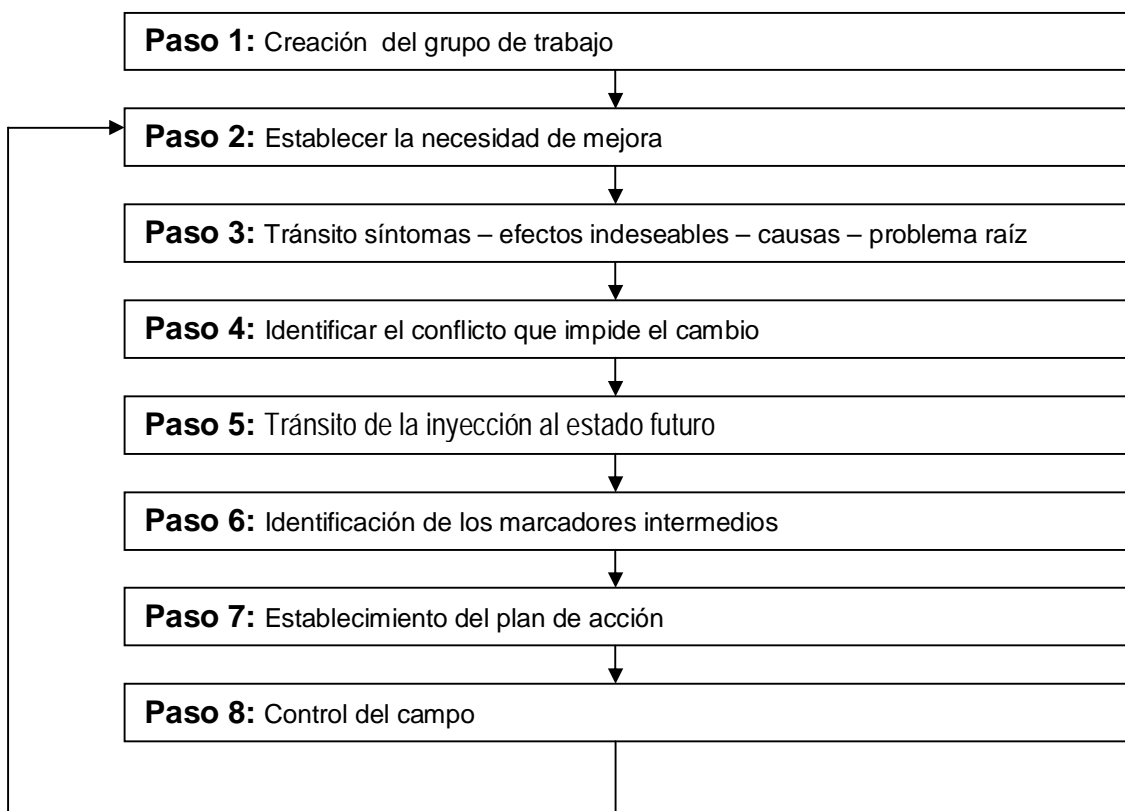 Paso 1: Creación del grupo de trabajo
Paso 2: Establecer la necesidad de mejora
Paso 3: Tránsito síntomas – efectos indeseables – causas – problema raíz
Paso 4: Identificar el conflicto que impide el cambio
Paso 5: Tránsito de la inyección al estado futuro
Paso 6: Identificación de los marcadores intermedios
Paso 7: Establecimiento del plan de acción
Paso 8: Control del campo